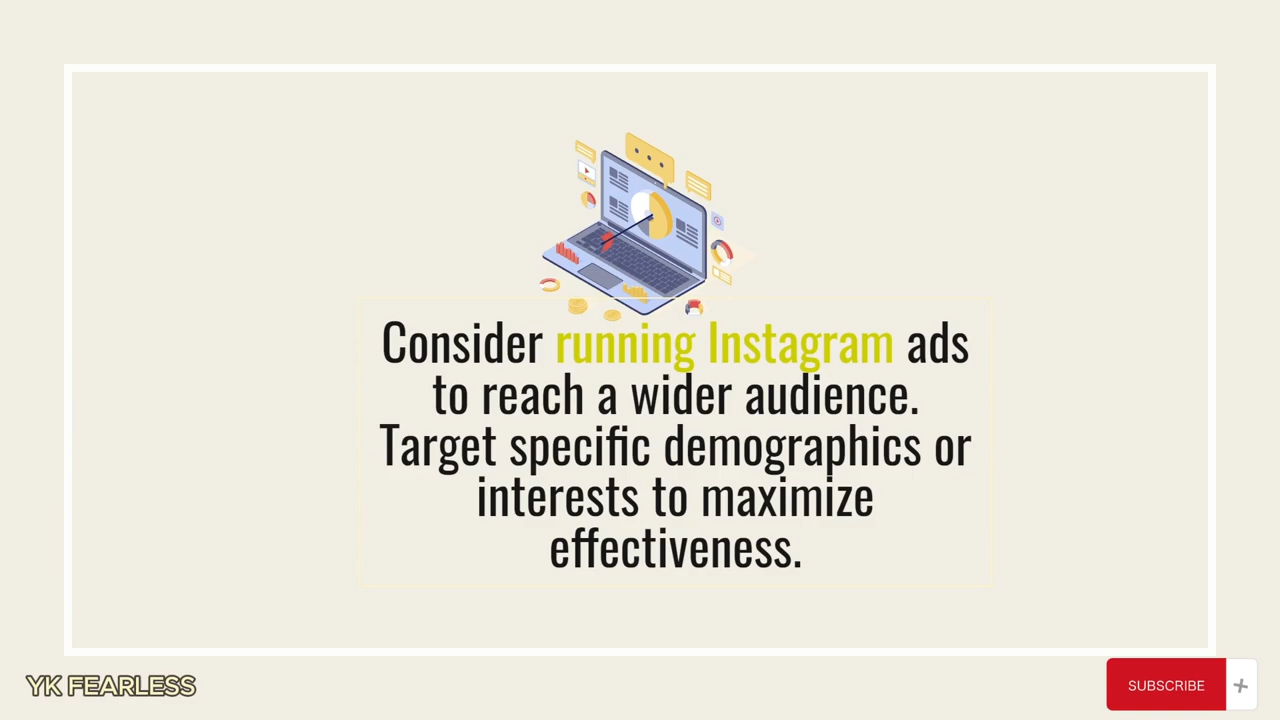 Consider running Instagram ads
to reach a wider audience.
Target specific demographics or
interests to maximize
effectiveness.
YK FEARLESS
SUBSCRIBE